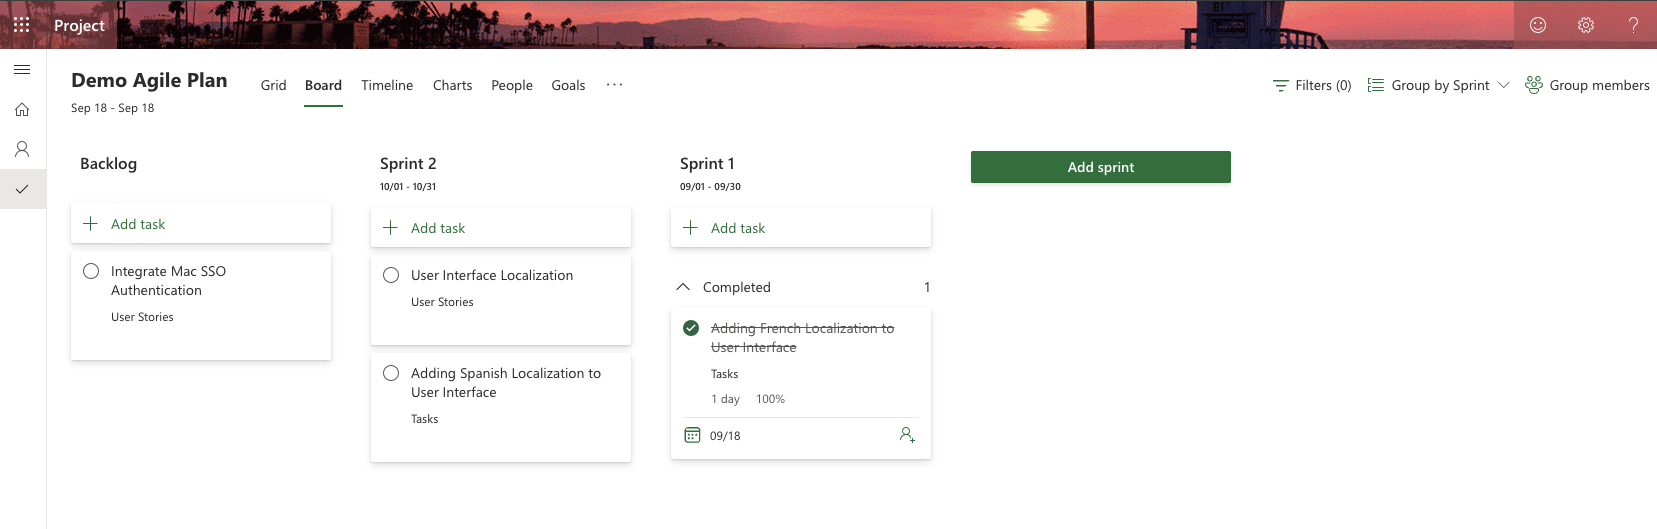 Project
Demo Agile Plan
Grid Board Timeline Charts People Goals ...
Filters (0) Group by Sprint Group members
Sep 18 - Sep 18
Backlog
Add task
Integrate Mac SSO
Authentication
User Stories
Sprint 2
10/01 - 10/31
Add task
User Interface Localization
User Stories
Adding Spanish Localization to
User Interface
Tasks
Sprint 1
09/01 - 09/30
Add task
Completed 1
Adding French Localization to
User Interface
Tasks
1 day 100%
09/18
Add sprint